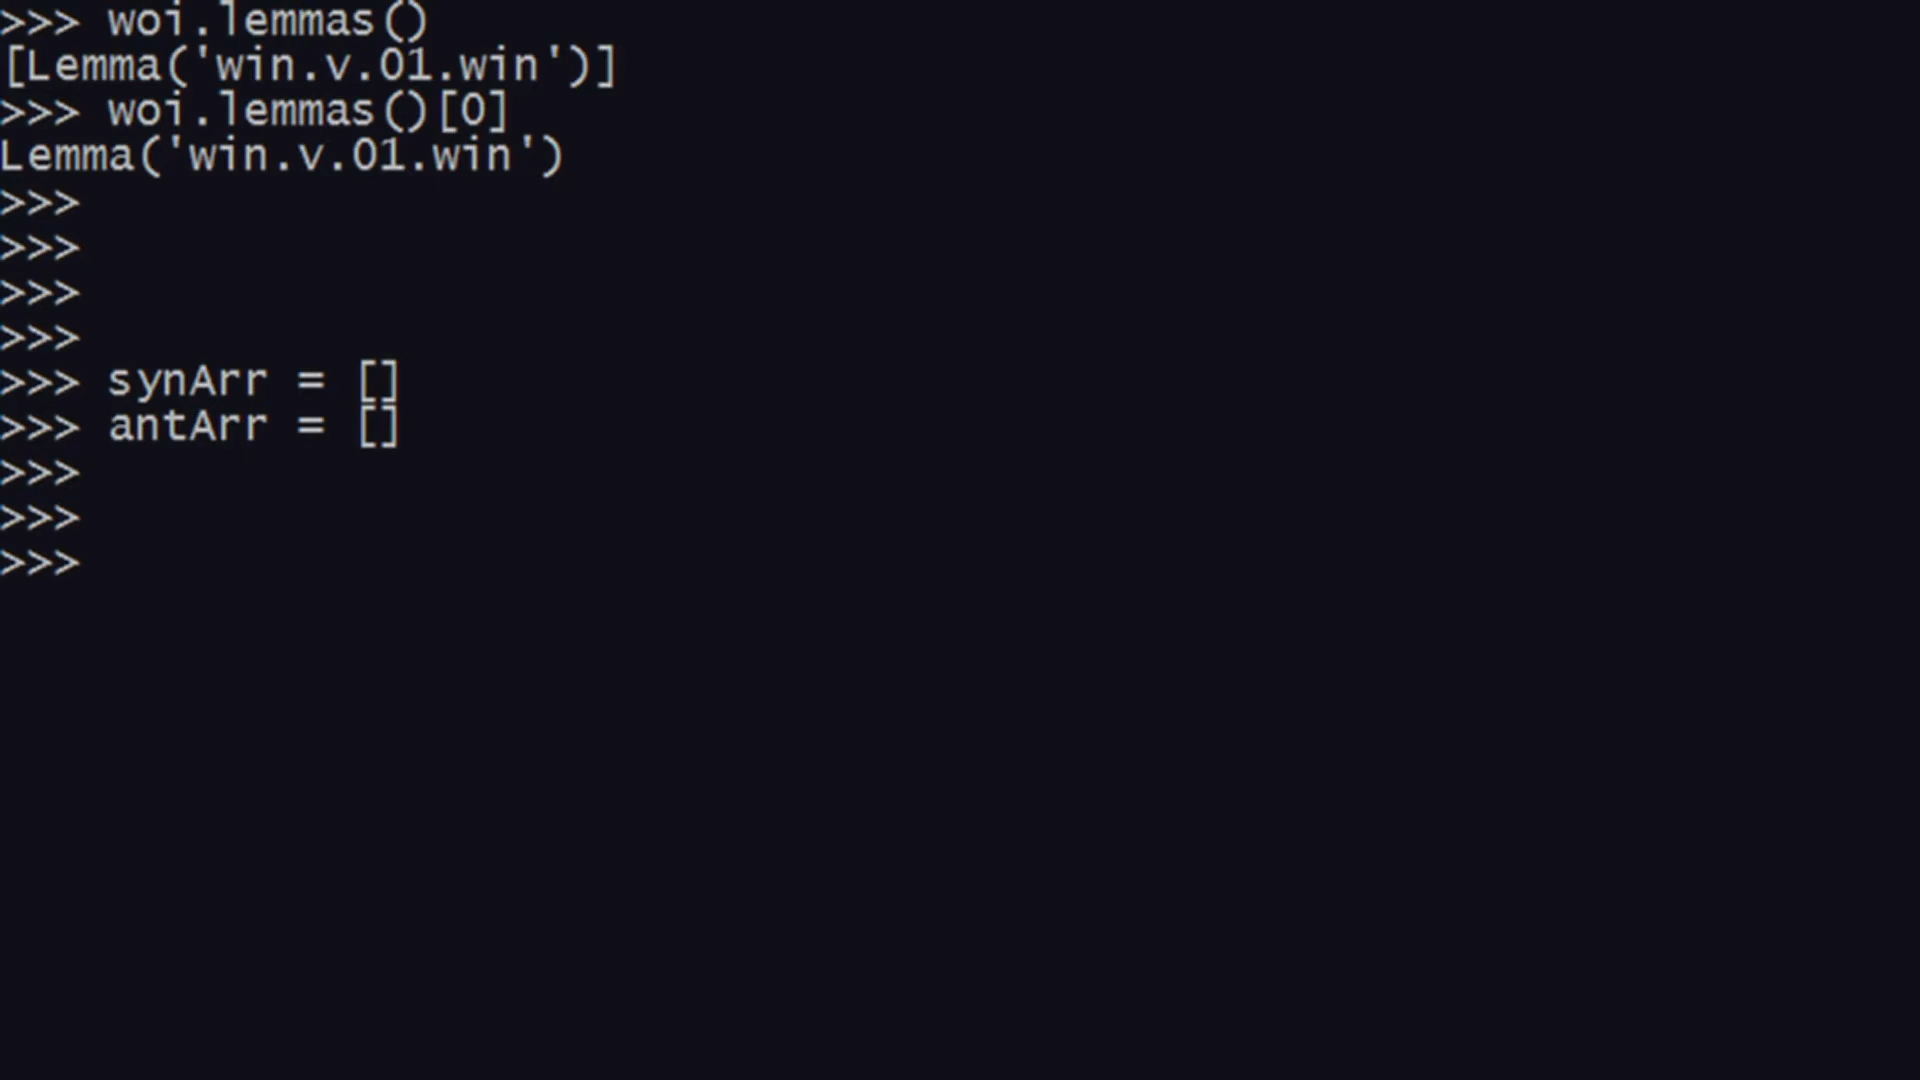 >>> woi.lemmas()
[Lemma('win.v.01.win')]
>>> woi.lemmas()[0]
Lemma('win.v.01.win')
>>>
>>>
>>>
>>>
>>> synArr = []
>>> antArr = []
>>>
>>>
>>>